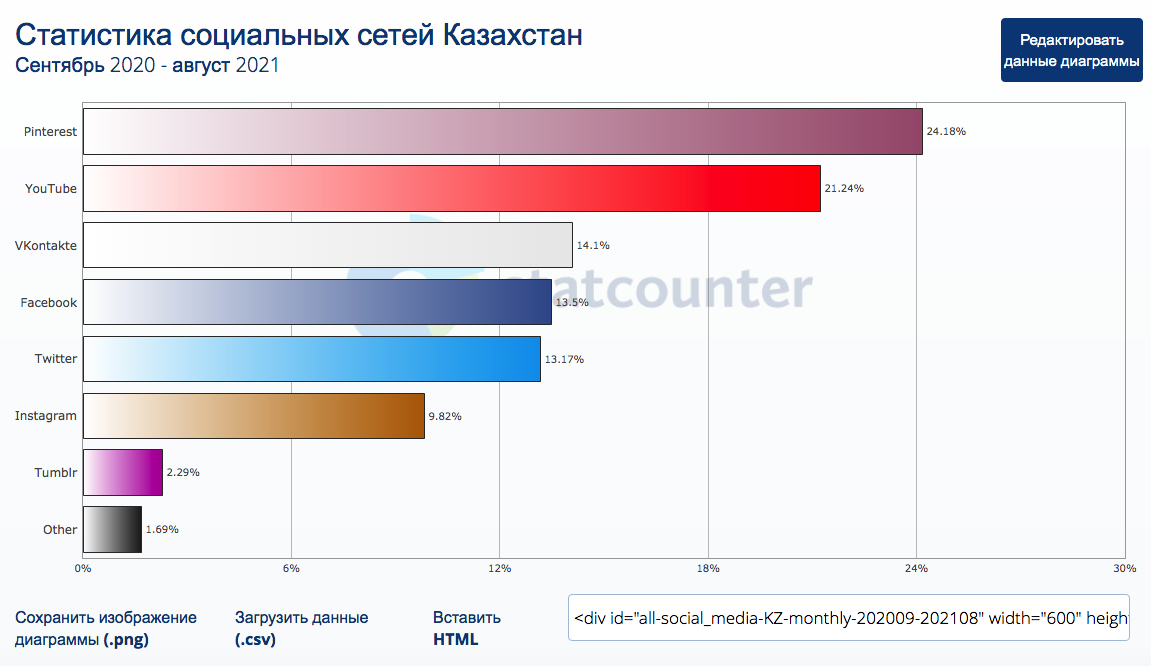 Статистика социальных сетей Казахстан
Сентябрь 2020 - август 2021
Редактировать
данные диаграммы
Pinterest
24.18%
YouTube
21.24%
VKontakte
14.1%
statcounter
Facebook
13.5%
Twitter
13.17%
Instagram
9.82%
Tumblr
2.29%
Other
1.69%
0% 6% 12% 18% 24% 30%
Сохранить изображение
диаграммы (.png)
Загрузить данные
(.csv)
Вставить
HTML
<div id="all-social_media-KZ-monthly-202009-202108" width="600" heigh